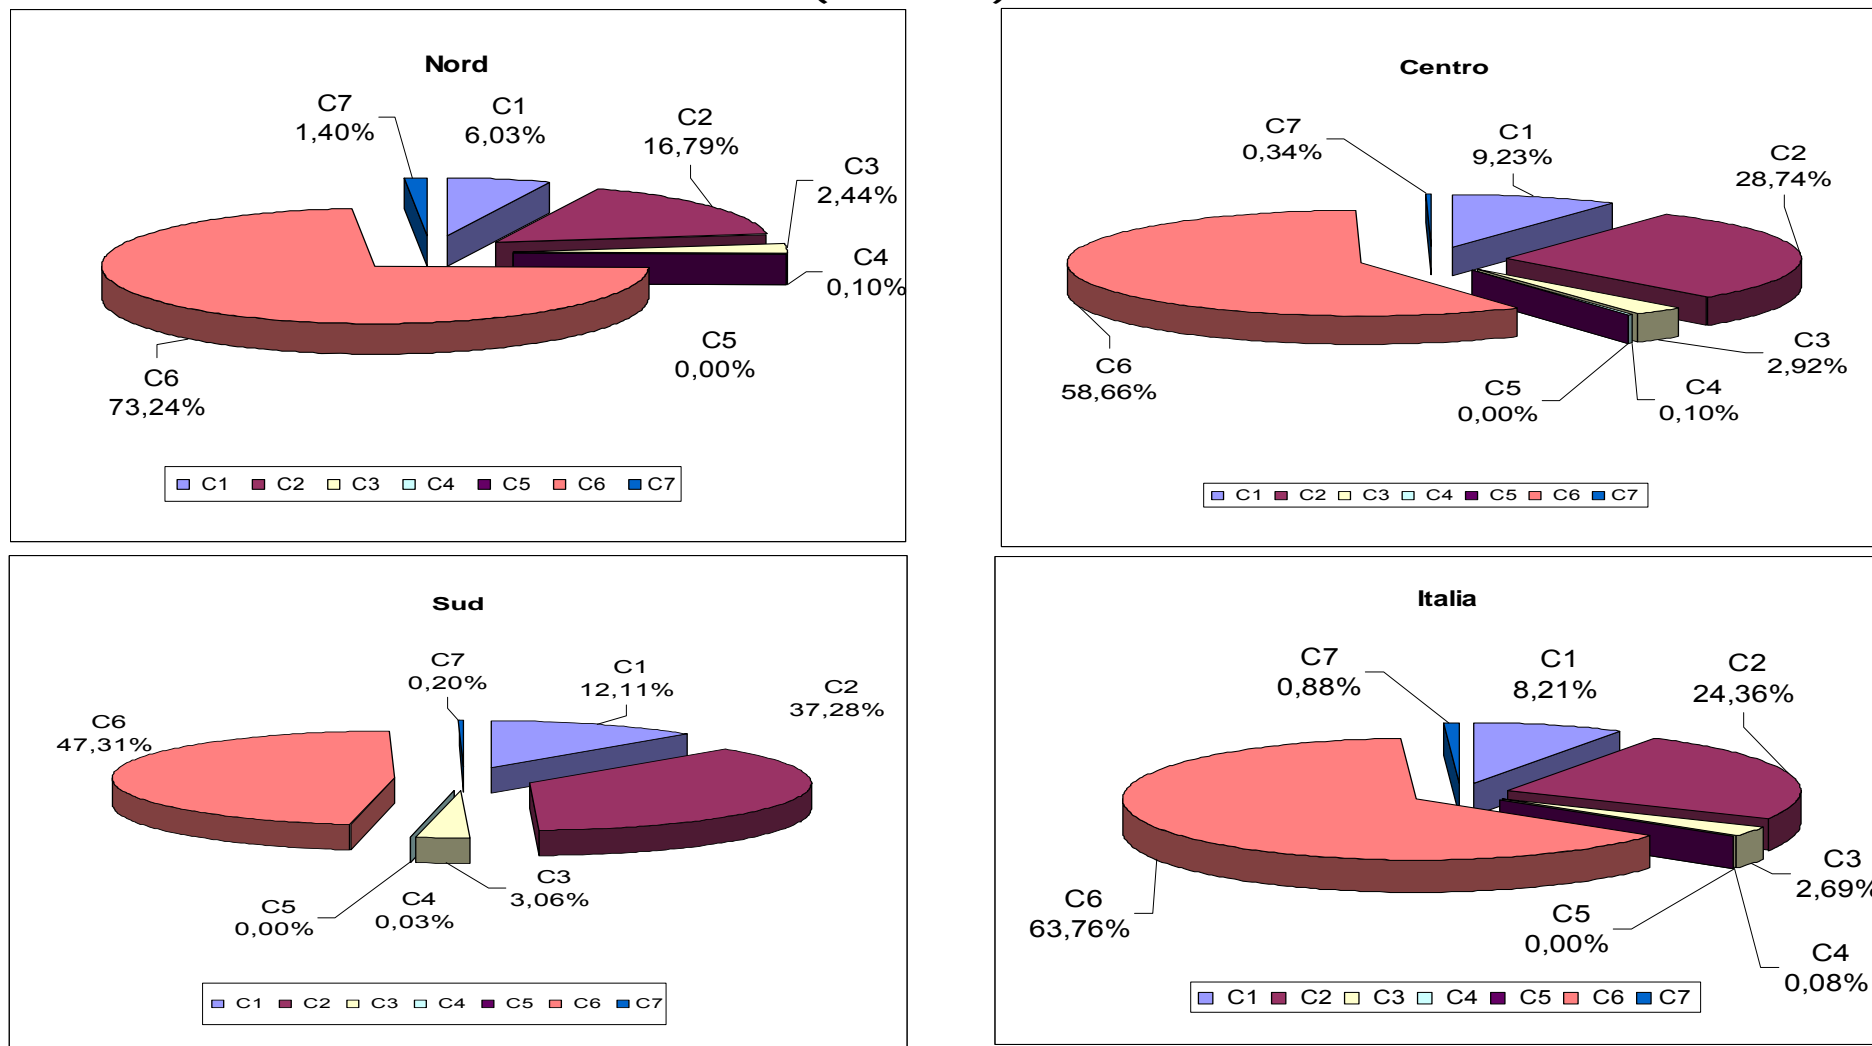 Nord
C7
1,40%
C1
6,03%
C2
16,79%
C3
2,44%
C4
0,10%
C5
0,00%
C6
73,24%
C1 C2 C3 C4 C5 C6 C7
Centro
C7
0,34%
C1
9,23%
C2
28,74%
C3
2,92%
C4
0,10%
C5
0,00%
C6
58,66%
C1 C2 C3 C4 C5 C6 C7
Sud
C7
0,20%
C1
12,11%
C2
37,28%
C3
3,06%
C4
0,03%
C5
0,00%
C6
47,31%
C1 C2 C3 C4 C5 C6 C7
Italia
C7
0,88%
C1
8,21%
C2
24,36%
C3
2,69%
C4
0,08%
C5
0,00%
C6
63,76%
C1 C2 C3 C4 C5 C6 C7